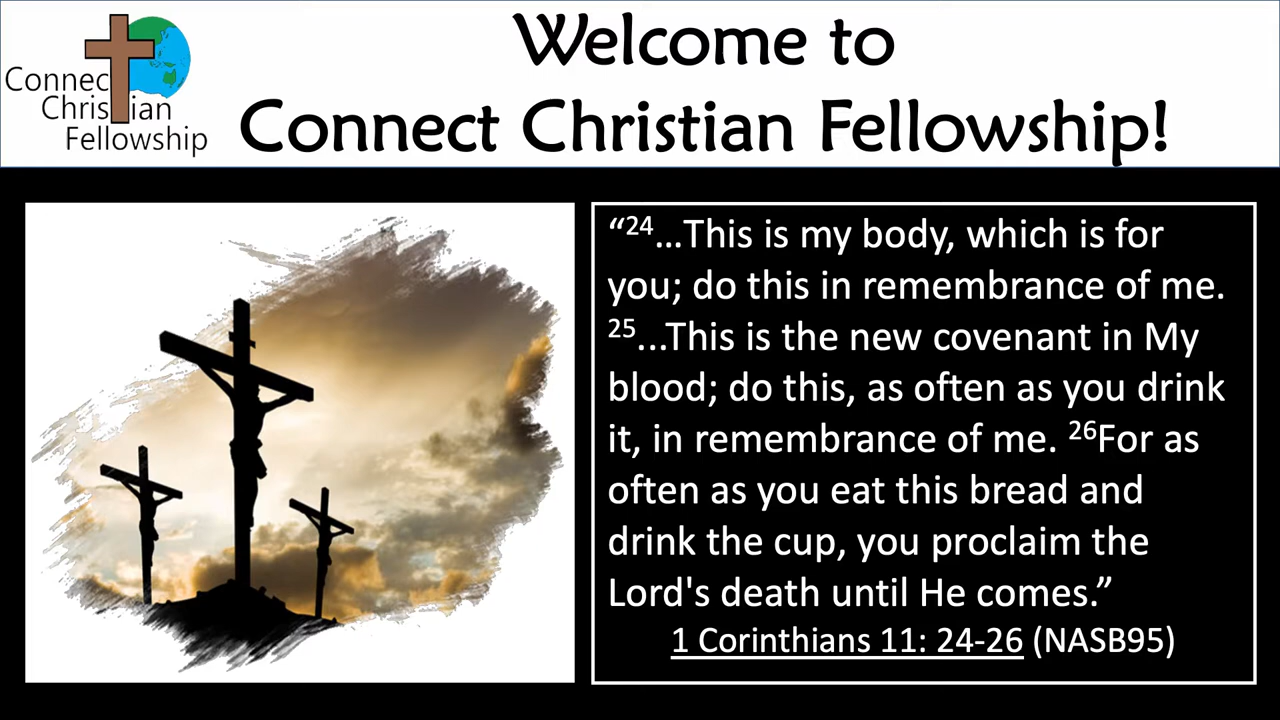 Connect
Christian
Fellowship
Welcome to
Connect Christian Fellowship!
“24…This is my body, which is for
you; do this in remembrance of me.
25…This is the new covenant in My
blood; do this, as often as you drink
it, in remembrance of me. 26For as
often as you eat this bread and
drink the cup, you proclaim the
Lord's death until He comes.”
1 Corinthians 11: 24-26 (NASB95)